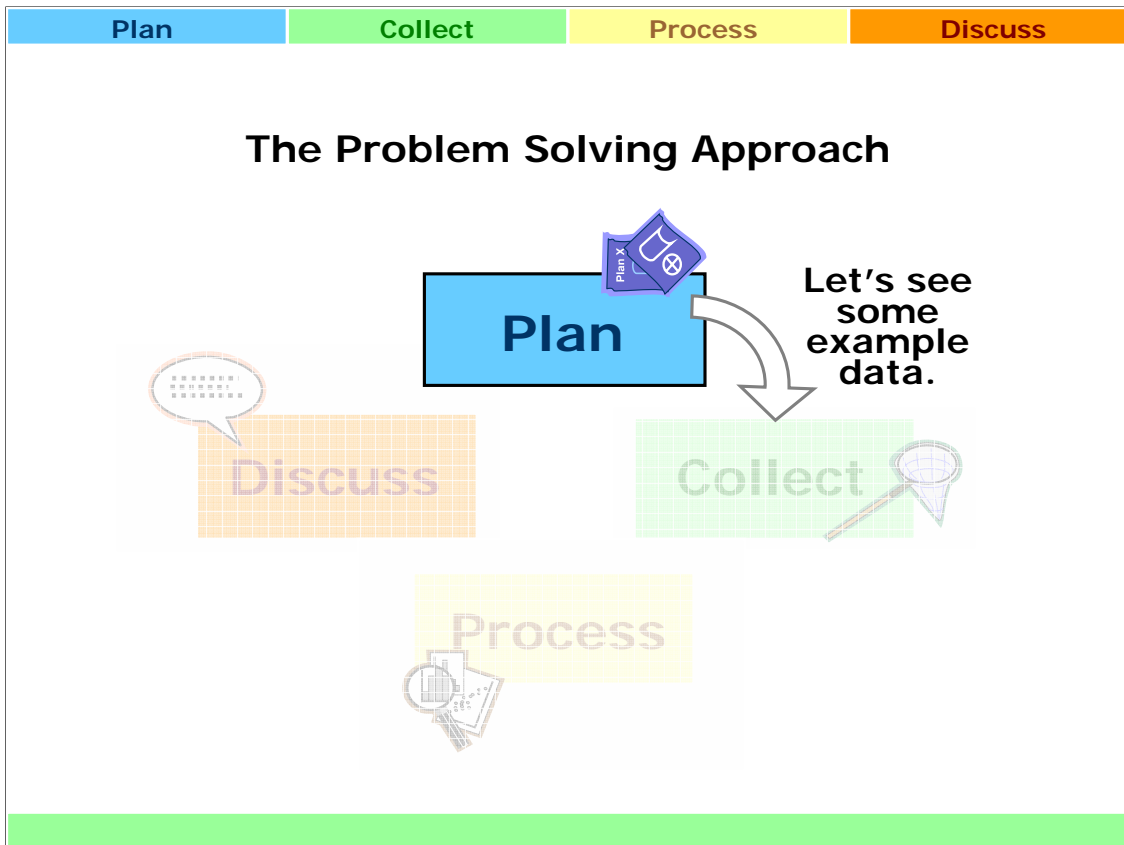 Plan Collect Process Discuss
The Problem Solving Approach
Plan X
Plan
Let's see
some
example
data.
Discuss
Collect
Process